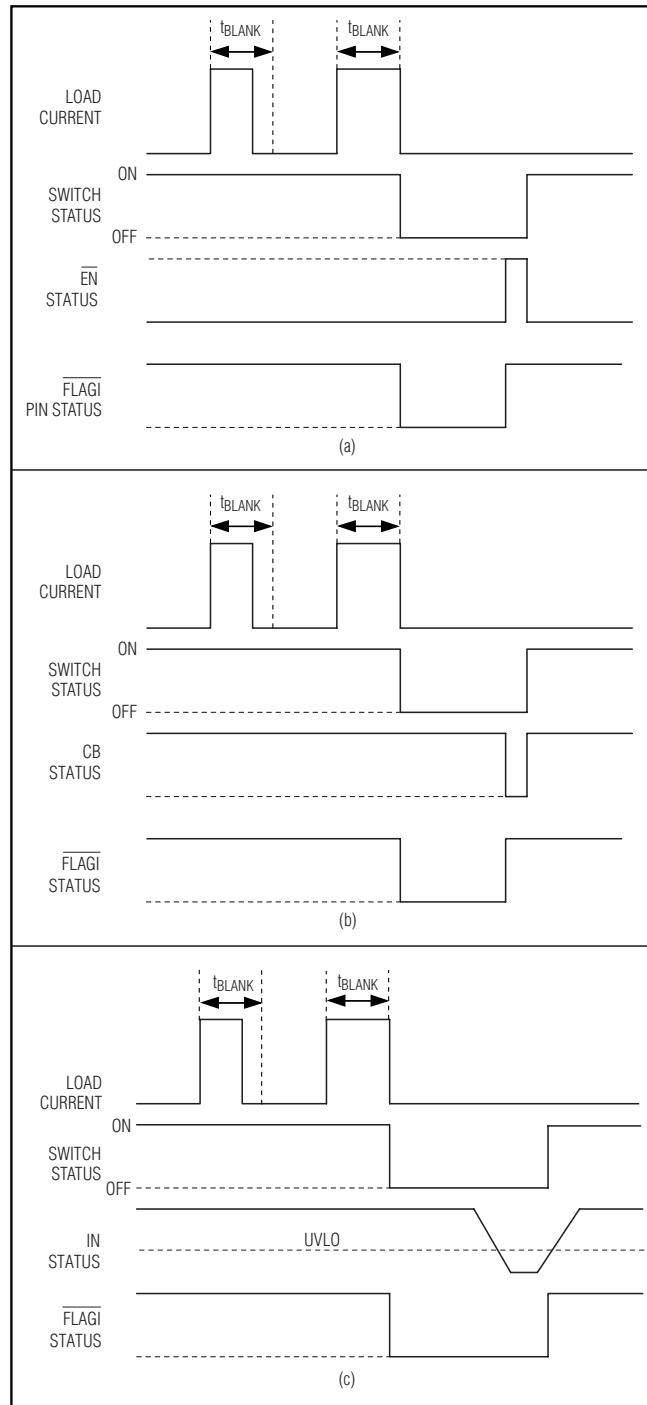 tBLANK tBLANK
LOAD
CURRENT
ON
SWITCH
STATUS
OFF
EN
STATUS
FLAGI
PIN STATUS
(a)
tBLANK tBLANK
LOAD
CURRENT
ON
SWITCH
STATUS
OFF
CB
STATUS
FLAGI
STATUS
(b)
tBLANK tBLANK
LOAD
CURRENT
ON
SWITCH
STATUS
OFF
IN
STATUS
UVLO
FLAGI
STATUS
(c)